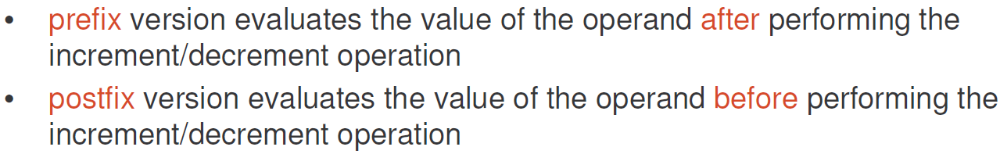 • prefix version evaluates the value of the operand after performing the
increment/decrement operation
• postfix version evaluates the value of the operand before performing the
increment/decrement operation